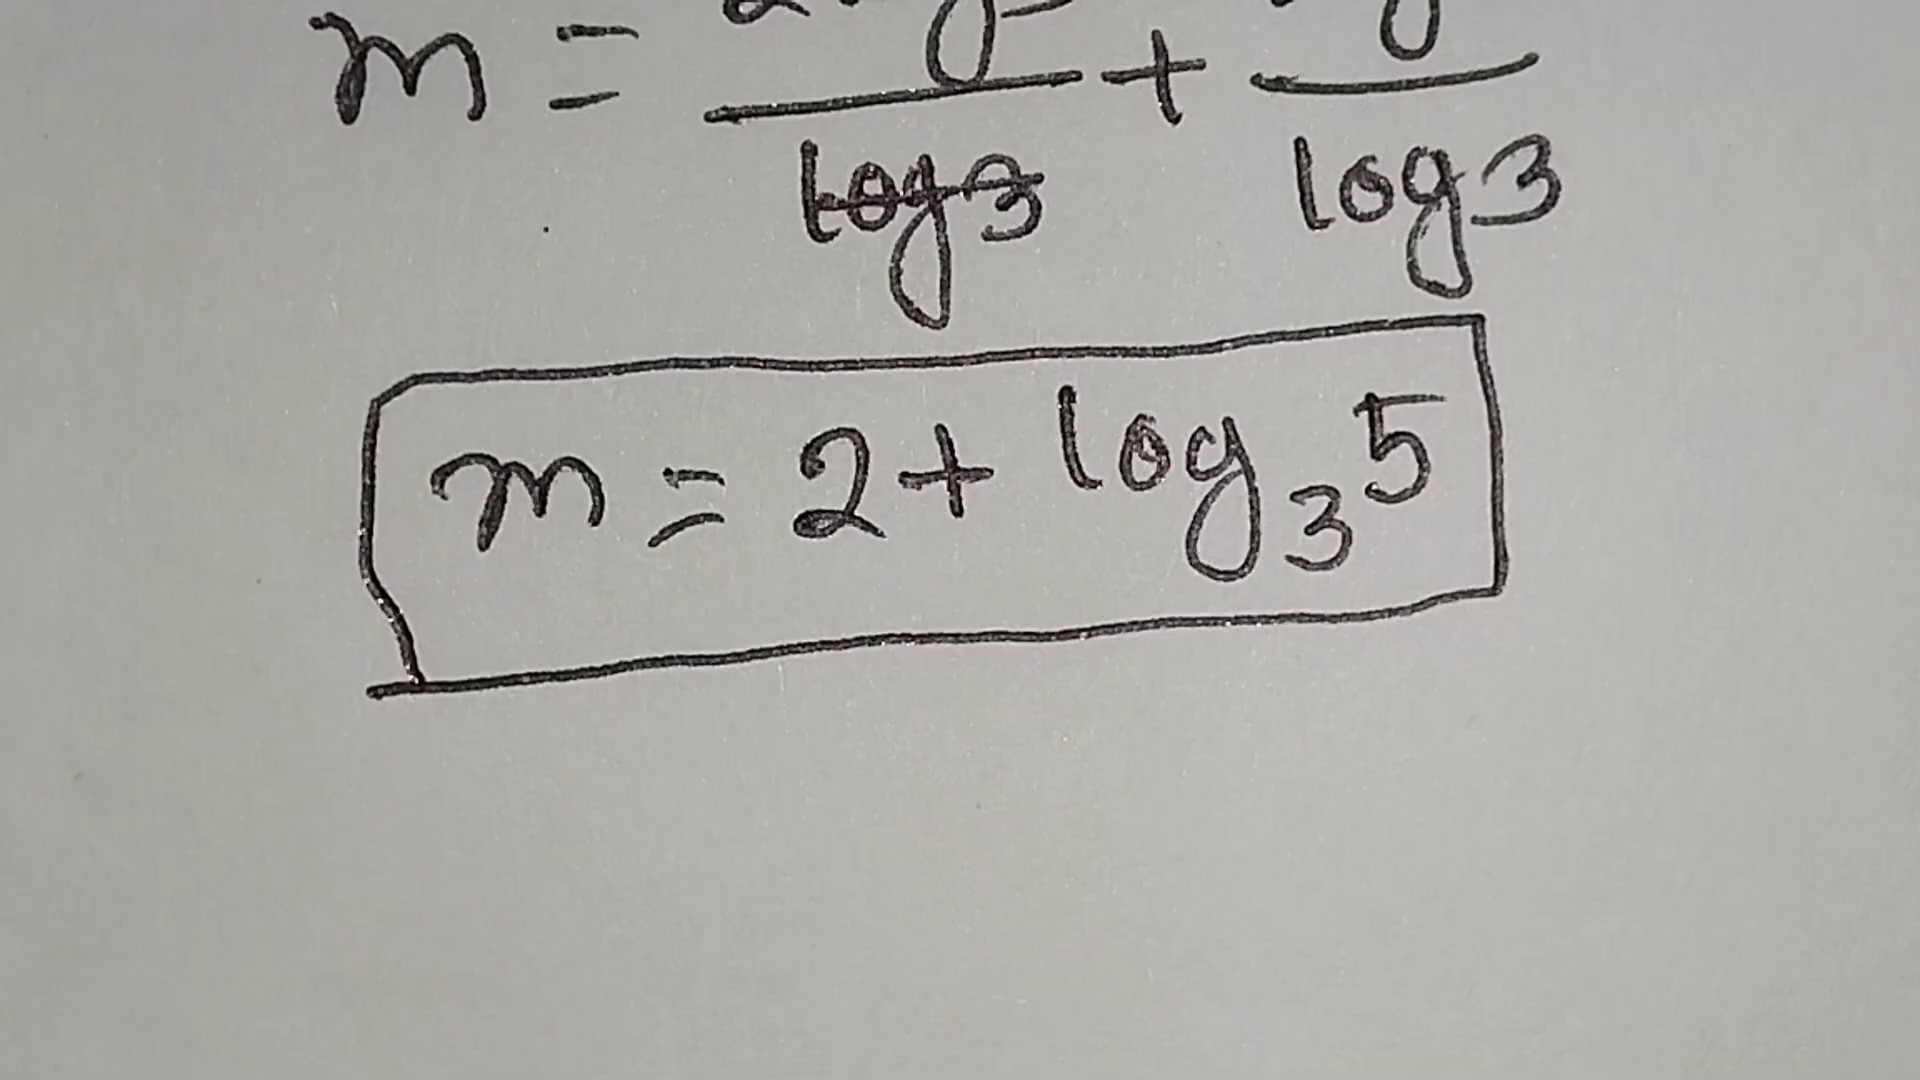 m = +
log3 log3
m = 2 + log₃5